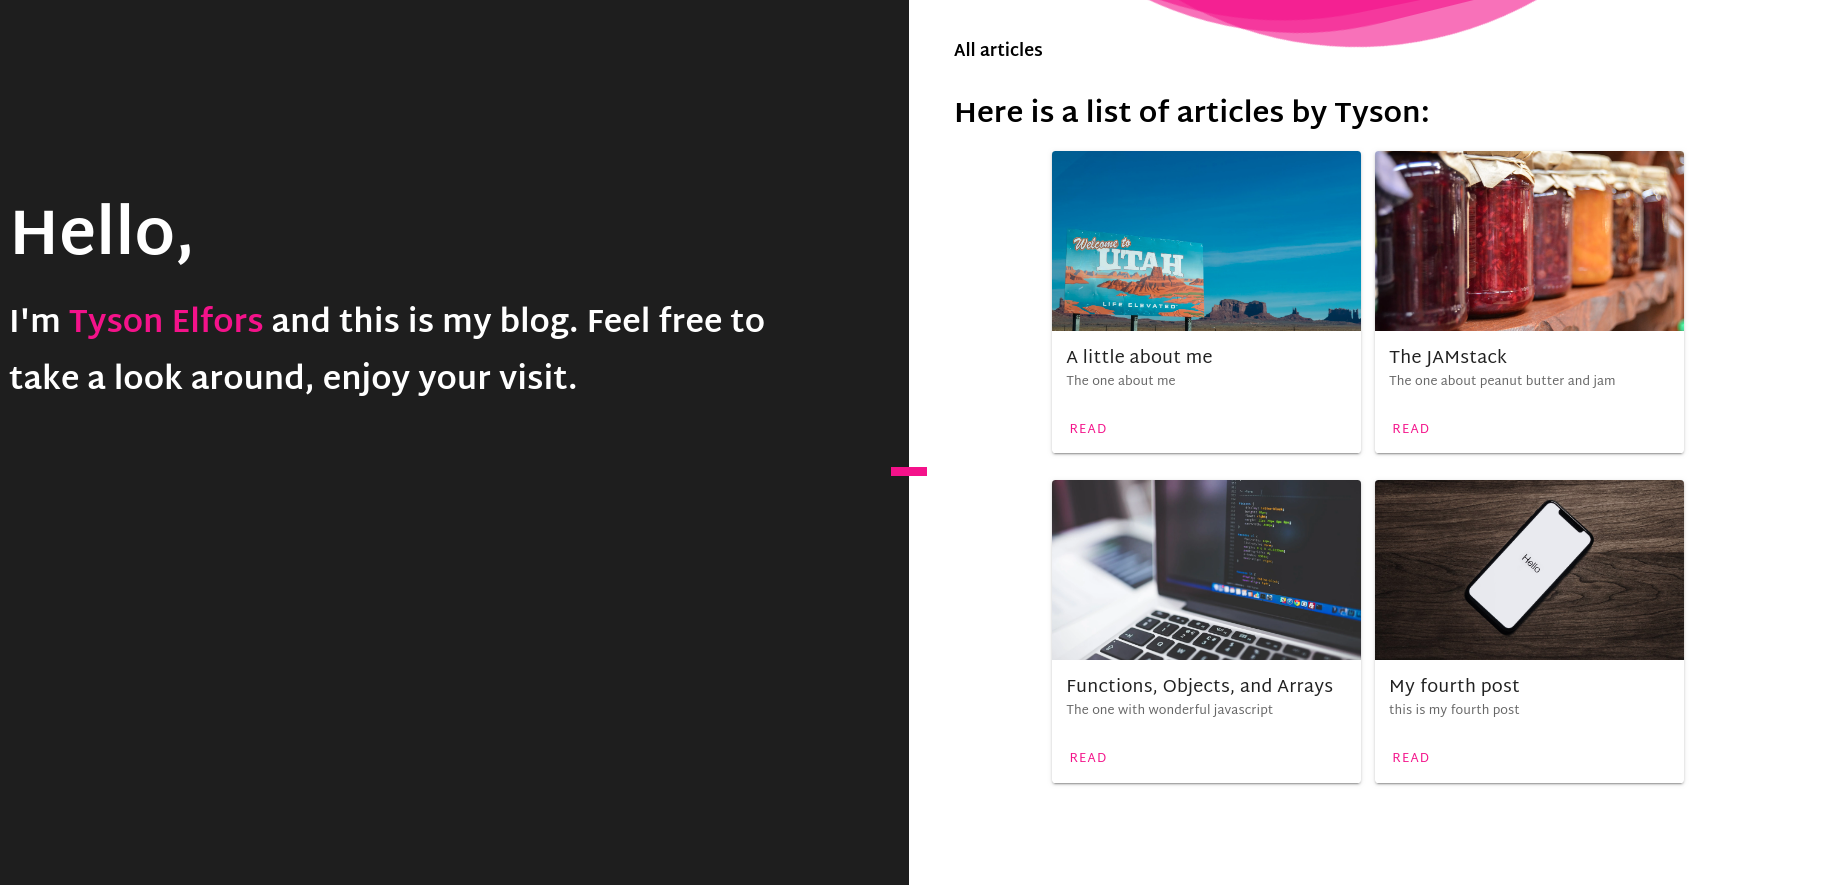 Hello,
I'm Tyson Elfors and this is my blog. Feel free to
take a look around, enjoy your visit.
All articles
Here is a list of articles by Tyson:
Welcome to
UTAH
LIFE ELEVATED
A little about me
The one about me
READ
The JAMstack
The one about peanut butter and jam
READ
Functions, Objects, and Arrays
The one with wonderful javascript
READ
Hello
My fourth post
this is my fourth post
READ